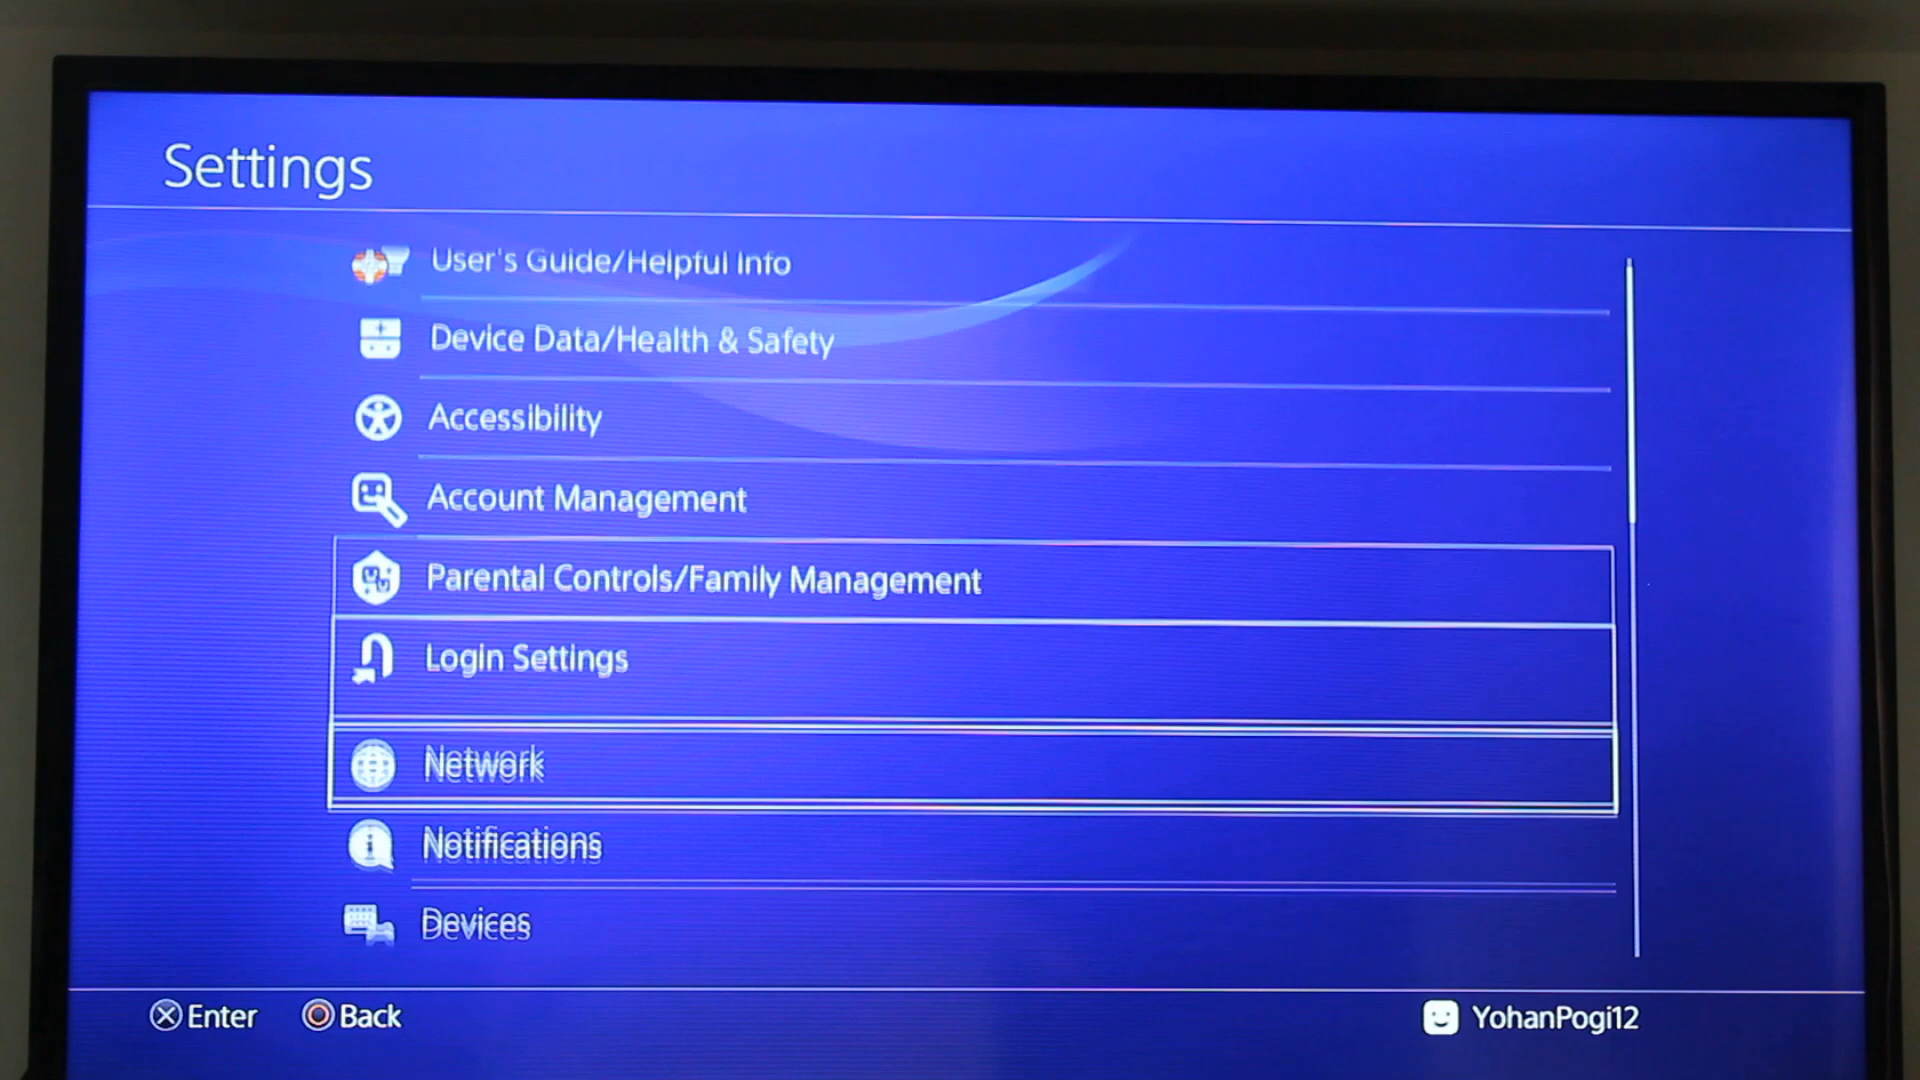 Settings
User's Guide/Helpful Info
Device Data/Health & Safety
Accessibility
Account Management
Parental Controls/Family Management
Login Settings
Network
Notifications
Devices
Enter
Back
YohanPogi12